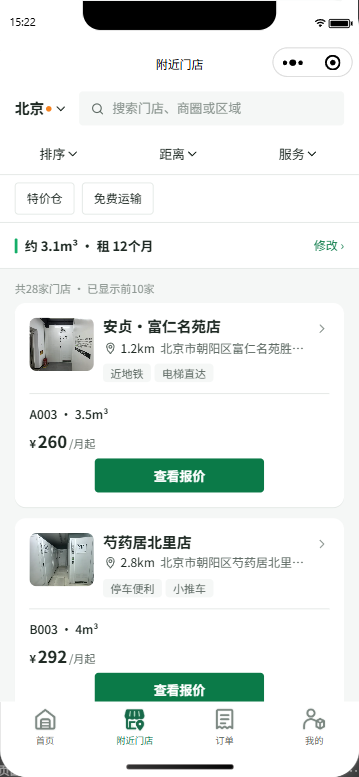 15:22
附近门店
北京
搜索门店、商圈或区域
排序 距离 服务
特价仓 免费运输
约 3.1m³ · 租 12个月 修改 ›
共28家门店 · 已显示前10家
安贞·富仁名苑店
1.2km 北京市朝阳区富仁名苑胜…
近地铁 电梯直达
A003 · 3.5m³
¥260/月起
查看报价
芍药居北里店
2.8km 北京市朝阳区芍药居北里…
停车便利 小推车
B003 · 4m³
¥292/月起
查看报价
首页 附近门店 订单 我的